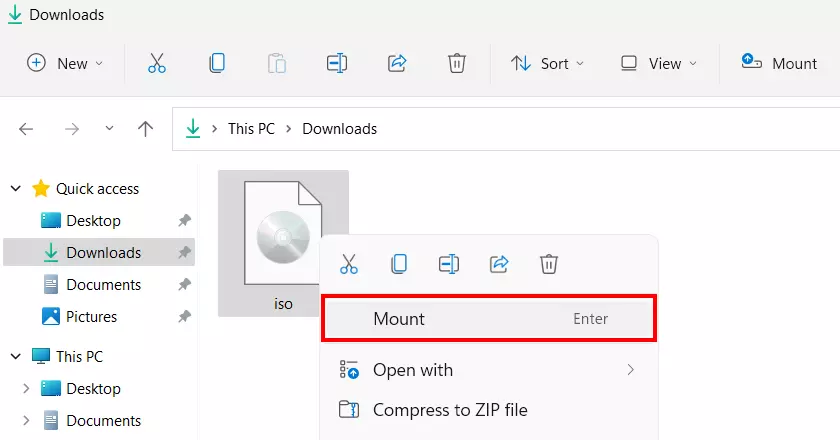 Downloads
New
Sort
View
Mount
This PC > Downloads
Quick access
Desktop
Downloads
Documents
Pictures
This PC
Desktop
Documents
iso
Mount Enter
Open with
Compress to ZIP file